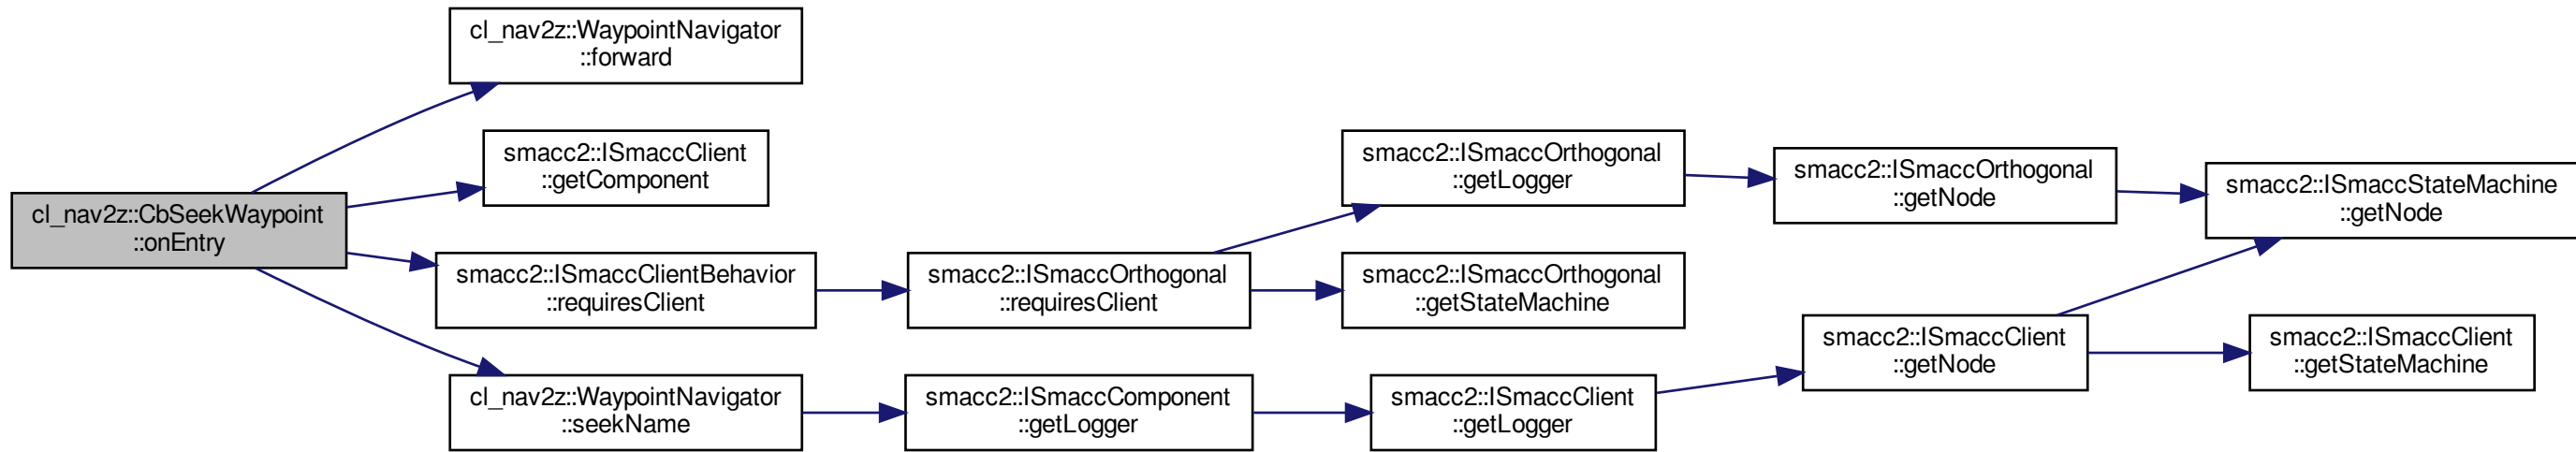 cl_nav2z::CbSeekWaypoint
::onEntry
cl_nav2z::WaypointNavigator
::forward
smacc2::ISmaccClient
::getComponent
smacc2::ISmaccClientBehavior
::requiresClient
cl_nav2z::WaypointNavigator
::seekName
smacc2::ISmaccOrthogonal
::requiresClient
smacc2::ISmaccComponent
::getLogger
smacc2::ISmaccOrthogonal
::getLogger
smacc2::ISmaccOrthogonal
::getStateMachine
smacc2::ISmaccClient
::getLogger
smacc2::ISmaccOrthogonal
::getNode
smacc2::ISmaccClient
::getNode
smacc2::ISmaccStateMachine
::getNode
smacc2::ISmaccClient
::getStateMachine